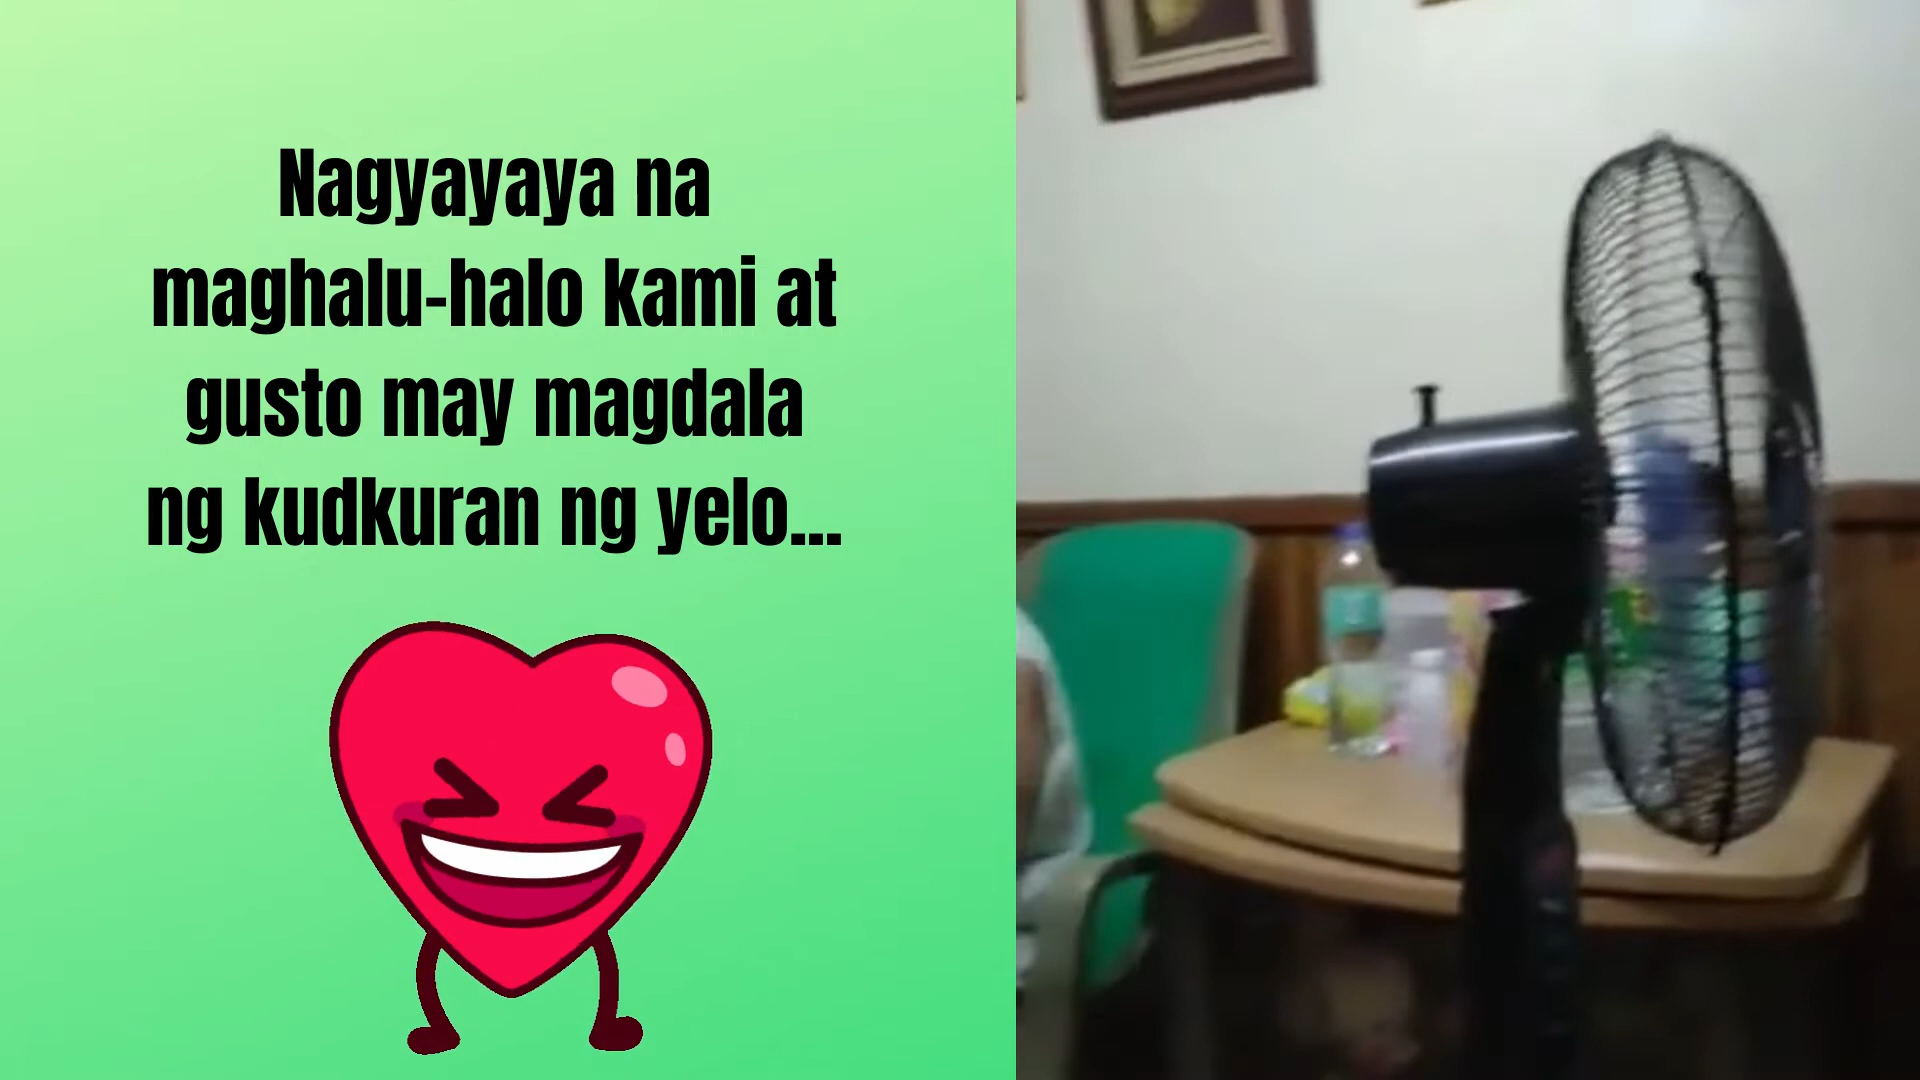 Nagyayaya na
maghalu-halo kami at
gusto may magdala
ng kudkuran ng yelo...